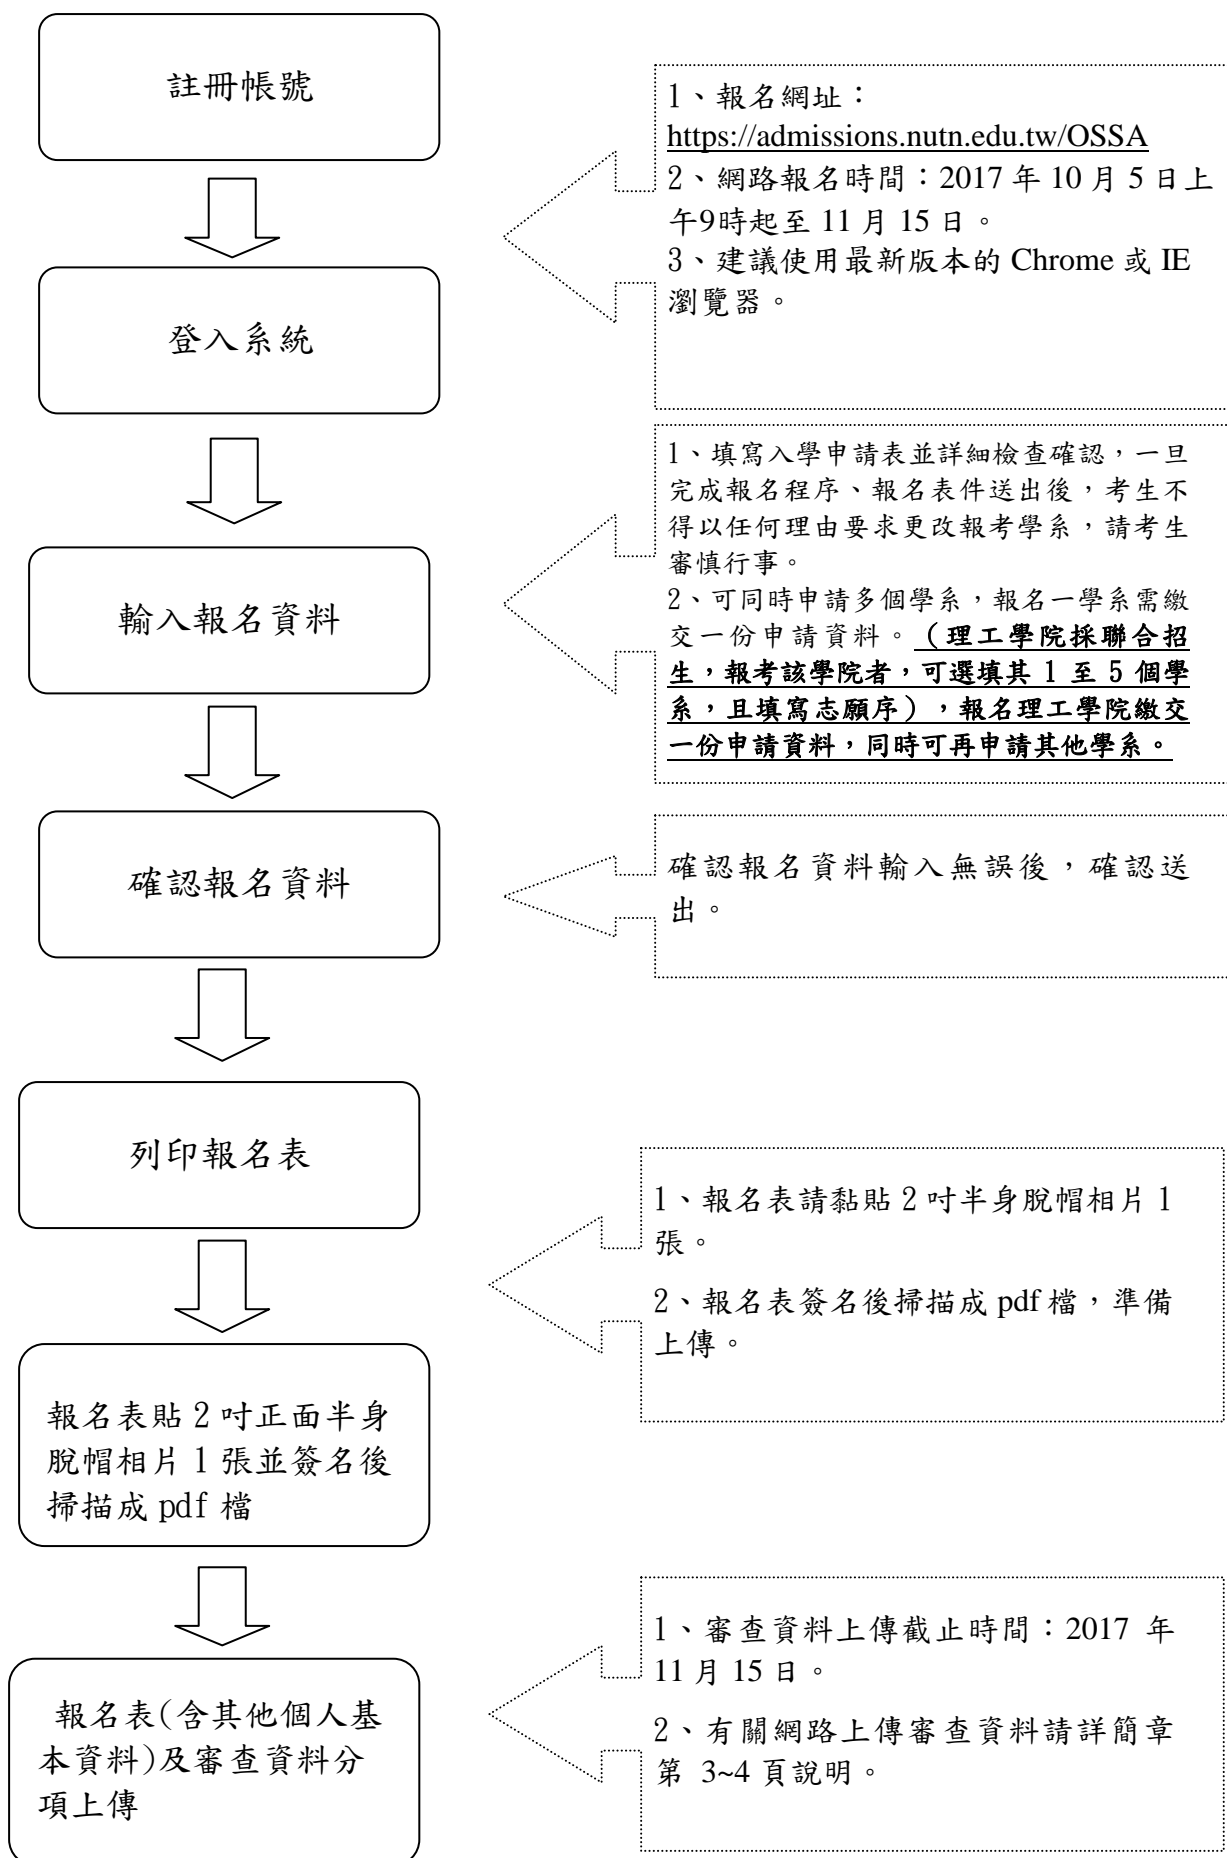 註冊帳號
1、報名網址：
https://admissions.nutn.edu.tw/OSSA
2、網路報名時間：2017 年 10 月 5 日上
午9時起至 11 月 15 日。
3、建議使用最新版本的 Chrome 或 IE
瀏覽器。
登入系統
1、填寫入學申請表並詳細檢查確認，一旦
完成報名程序、報名表件送出後，考生不
得以任何理由要求更改報考學系，請考生
審慎行事。
2、可同時申請多個學系，報名一學系需繳
交一份申請資料。（理工學院採聯合招
生，報考該學院者，可選填其 1 至 5 個學
系，且填寫志願序），報名理工學院繳交
一份申請資料，同時可再申請其他學系。
輸入報名資料
確認報名資料
確認報名資料輸入無誤後，確認送
出。
列印報名表
1、報名表請黏貼 2 吋半身脫帽相片 1
張。
2、報名表簽名後掃描成 pdf 檔，準備
上傳。
報名表貼 2 吋正面半身
脫帽相片 1 張並簽名後
掃描成 pdf 檔
1、審查資料上傳截止時間：2017 年
11 月 15 日。
2、有關網路上傳審查資料請詳簡章
第 3~4 頁說明。
報名表(含其他個人基
本資料)及審查資料分
項上傳